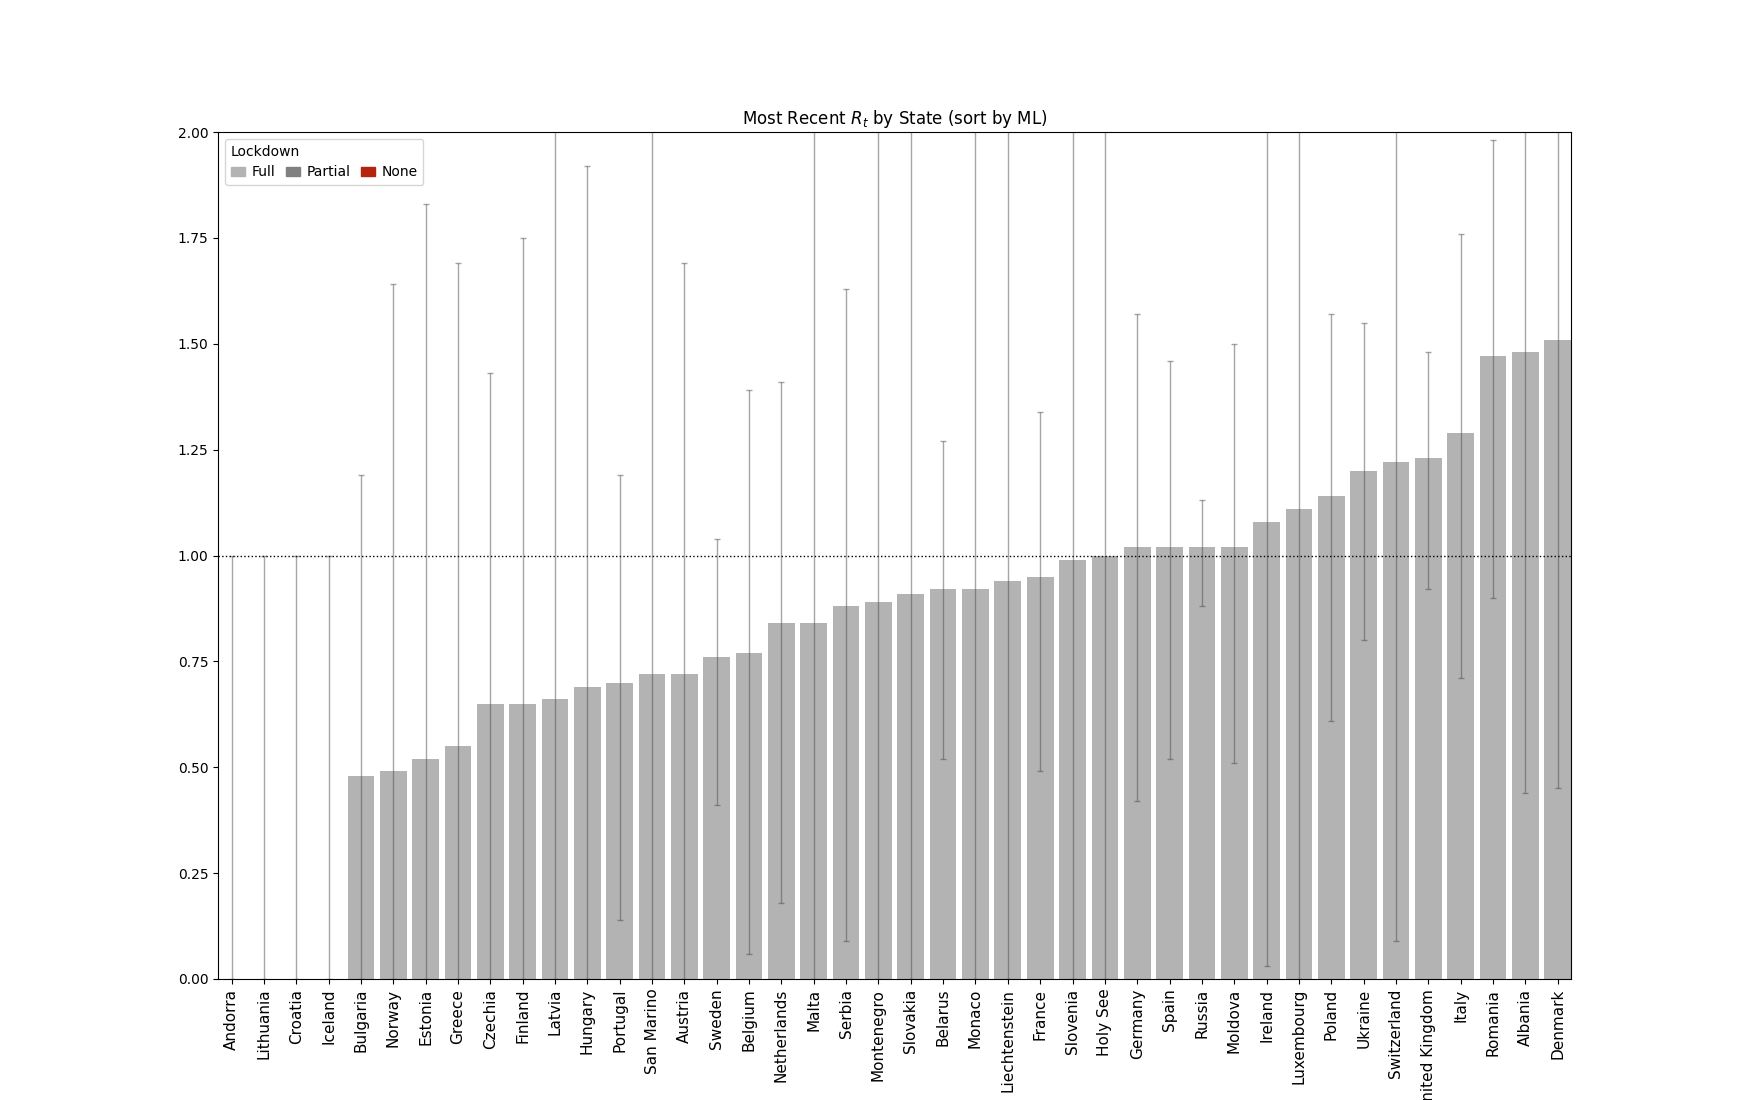 Most Recent R_t by State (sort by ML)
2.00
Lockdown
Full Partial None
1.75
1.50
1.25
1.00
0.75
0.50
0.25
0.00
Andorra
Lithuania
Croatia
Iceland
Bulgaria
Norway
Estonia
Greece
Czechia
Finland
Latvia
Hungary
Portugal
San Marino
Austria
Sweden
Belgium
Netherlands
Malta
Serbia
Montenegro
Slovakia
Belarus
Monaco
Liechtenstein
France
Slovenia
Holy See
Germany
Spain
Russia
Moldova
Ireland
Luxembourg
Poland
Ukraine
Switzerland
nited Kingdom
Italy
Romania
Albania
Denmark